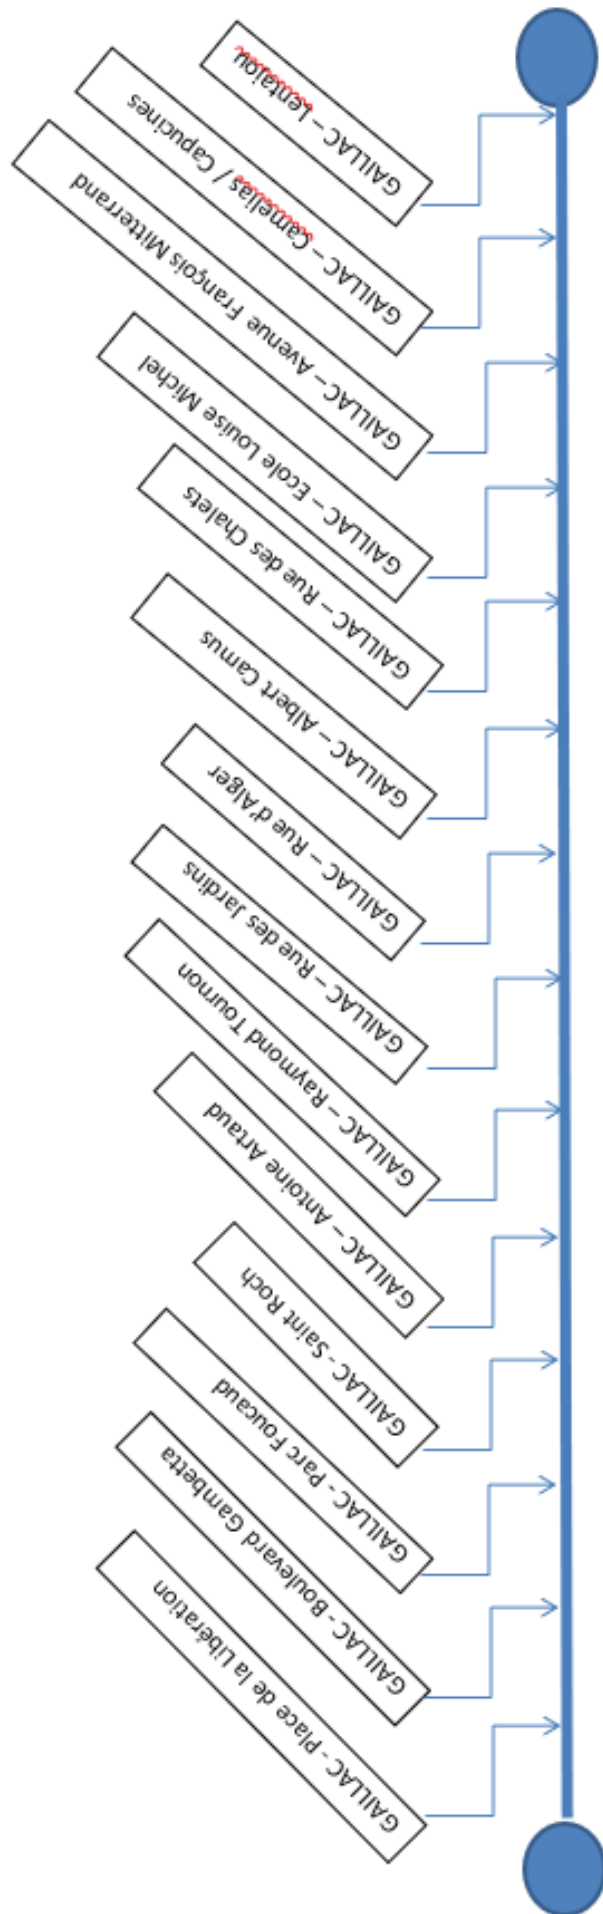 GAILLAC – Lentajou
GAILLAC – Camelias / Capucines
GAILLAC – Avenue François Mitterrand
GAILLAC – Ecole Louise Michel
GAILLAC – Rue des Chalets
GAILLAC – Albert Camus
GAILLAC – Rue d'Alger
GAILLAC – Rue des Jardins
GAILLAC – Raymond Tournon
GAILLAC – Antoine Artaud
GAILLAC - Saint Roch
GAILLAC - Parc Foucaud
GAILLAC - Boulevard Gambetta
GAILLAC - Place de la Libération